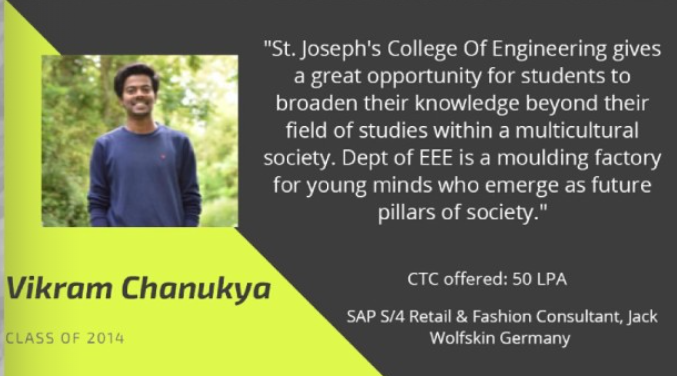 "St. Joseph's College Of Engineering gives
a great opportunity for students to
broaden their knowledge beyond their
field of studies within a multicultural
society. Dept of EEE is a moulding factory
for young minds who emerge as future
pillars of society."
Vikram Chanukya
CLASS OF 2014
CTC offered: 50 LPA
SAP S/4 Retail & Fashion Consultant, Jack
Wolfskin Germany